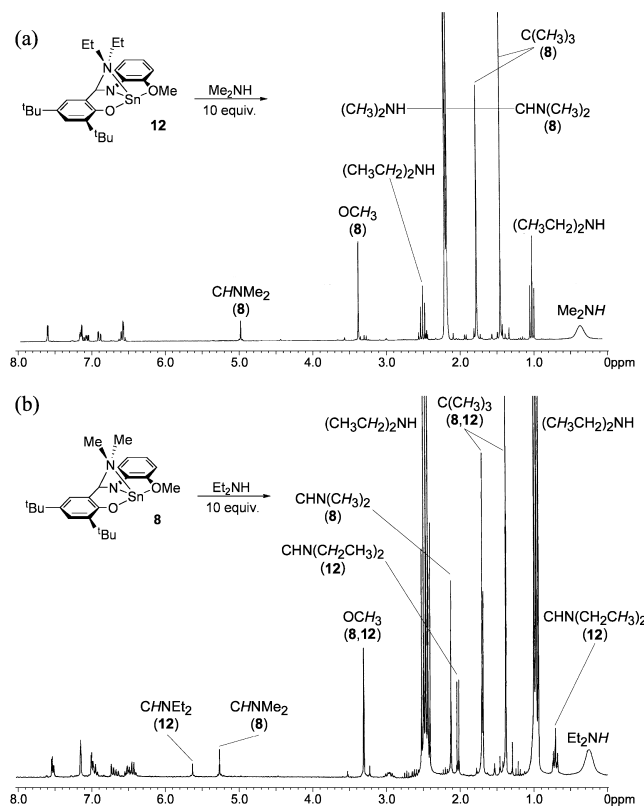 (a)
Et
Et
N
N
OMe
Sn
tBu
O
tBu
12
Me2NH
10 equiv.
C(CH3)3
(8)
(CH3)2NH
CHN(CH3)2
(8)
(CH3CH2)2NH
OCH3
(8)
(CH3CH2)2NH
CHNMe2
(8)
Me2NH
8.0 7.0 6.0 5.0 4.0 3.0 2.0 1.0 0ppm
(b)
Me
Me
N
N
OMe
Sn
tBu
O
tBu
8
Et2NH
10 equiv.
C(CH3)3
(8,12)
(CH3CH2)2NH
(CH3CH2)2NH
CHN(CH3)2
(8)
CHN(CH2CH3)2
(12)
OCH3
(8,12)
CHN(CH2CH3)2
(12)
CHNEt2
(12)
CHNMe2
(8)
Et2NH
8.0 7.0 6.0 5.0 4.0 3.0 2.0 1.0 0ppm